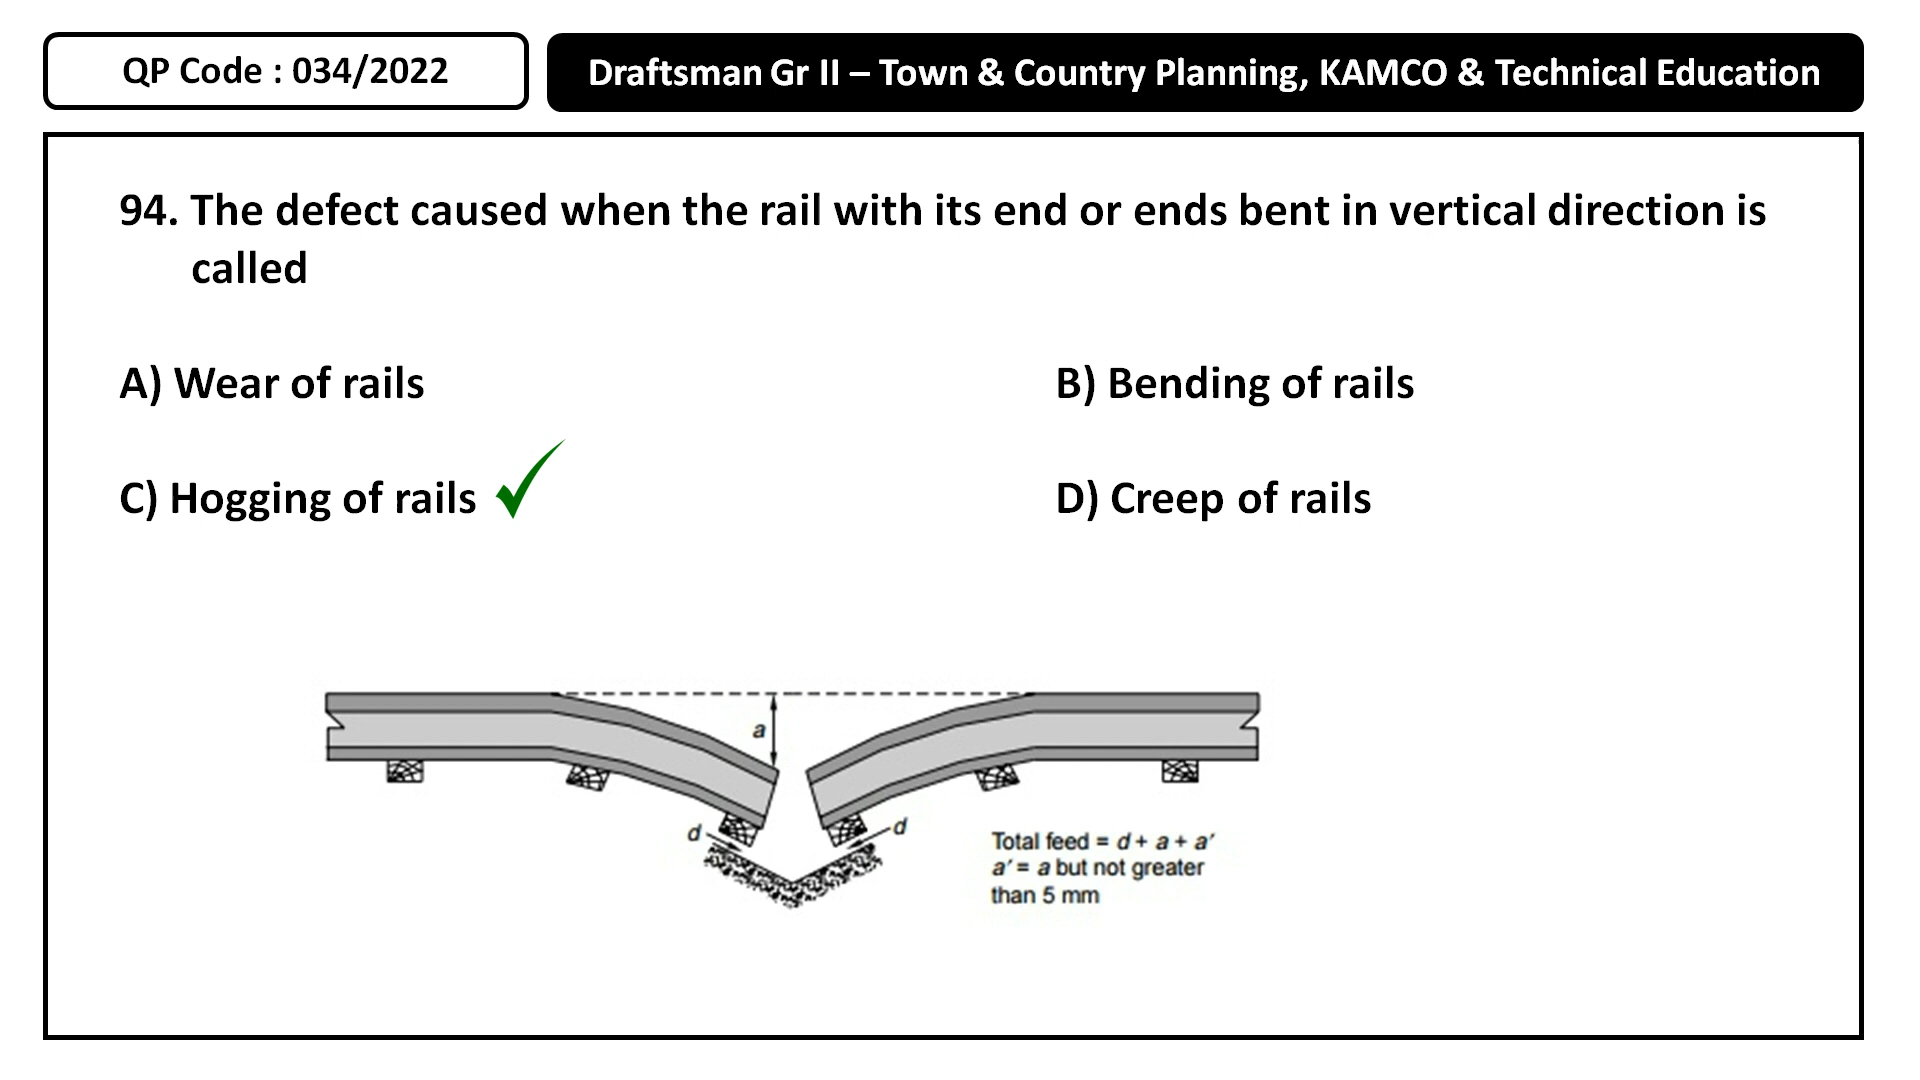 QP Code : 034/2022
Draftsman Gr II – Town & Country Planning, KAMCO & Technical Education
94. The defect caused when the rail with its end or ends bent in vertical direction is
called
A) Wear of rails
B) Bending of rails
C) Hogging of rails
D) Creep of rails
a
d
d
Total feed = d + a + a′
a′ = a but not greater
than 5 mm